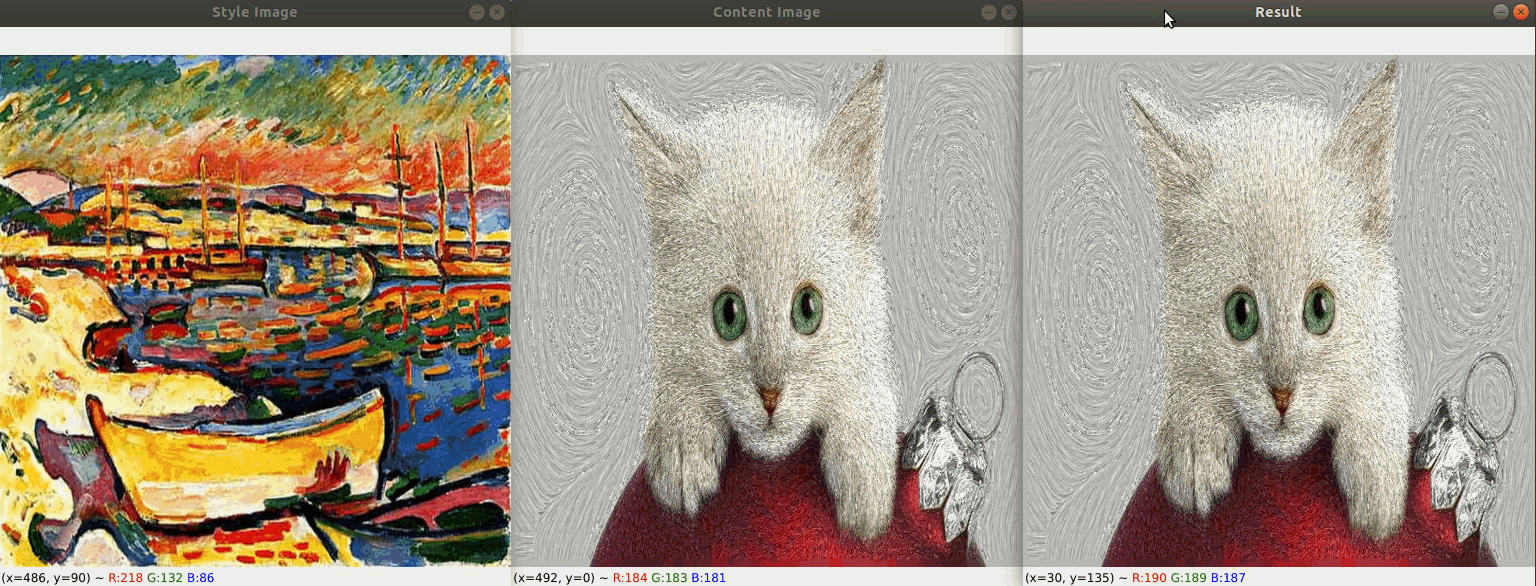 Style Image
Content Image
Result
(x=486, y=90) ~ R:218 G:132 B:86
(x=492, y=0) ~ R:184 G:183 B:181
(x=30, y=135) ~ R:190 G:189 B:187